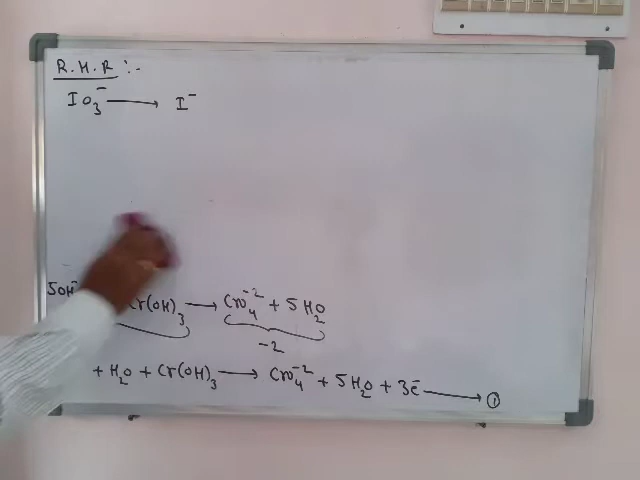 R.H.R :-
IO₃⁻ → I⁻
5OH⁻ Cr(OH)₃ → CrO₄⁻² + 5H₂O
-2
+ H₂O + Cr(OH)₃ → CrO₄⁻² + 5H₂O + 3e⁻ → ①